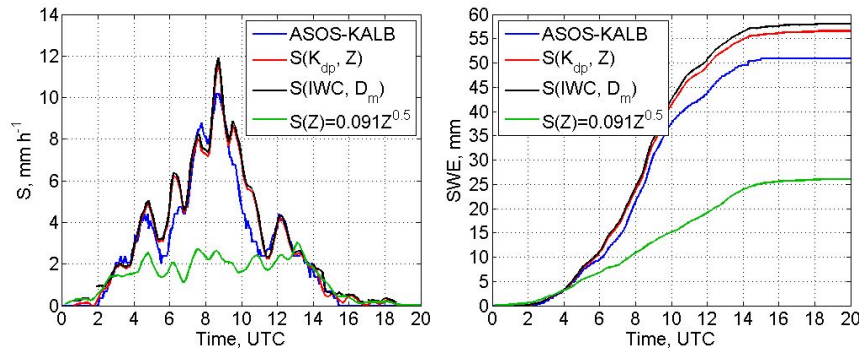 14
12
10
8
6
4
2
0
S, mm h⁻¹
0 2 4 6 8 10 12 14 16 18 20
Time, UTC
ASOS-KALB
S(K_dp, Z)
S(IWC, D_m)
S(Z)=0.091Z^0.5
60
55
50
45
40
35
30
25
20
15
10
5
0
SWE, mm
0 2 4 6 8 10 12 14 16 18 20
Time, UTC
ASOS-KALB
S(K_dp, Z)
S(IWC, D_m)
S(Z)=0.091Z^0.5